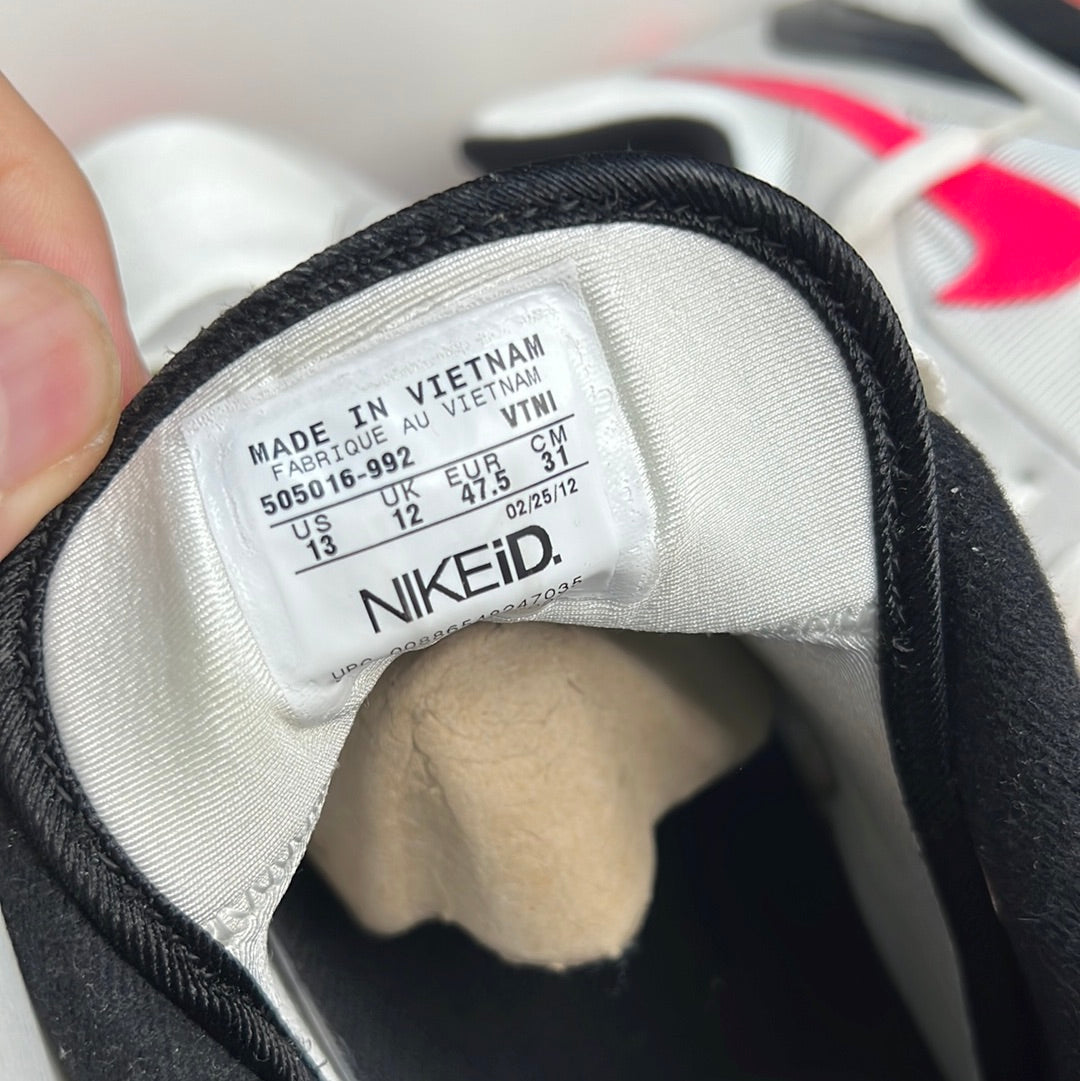 MADE IN VIETNAM
FABRIQUE AU VIETNAM
505016-992 VTNI
US UK EUR CM
13 12 47.5 31
02/25/12
NIKEiD.
UPC